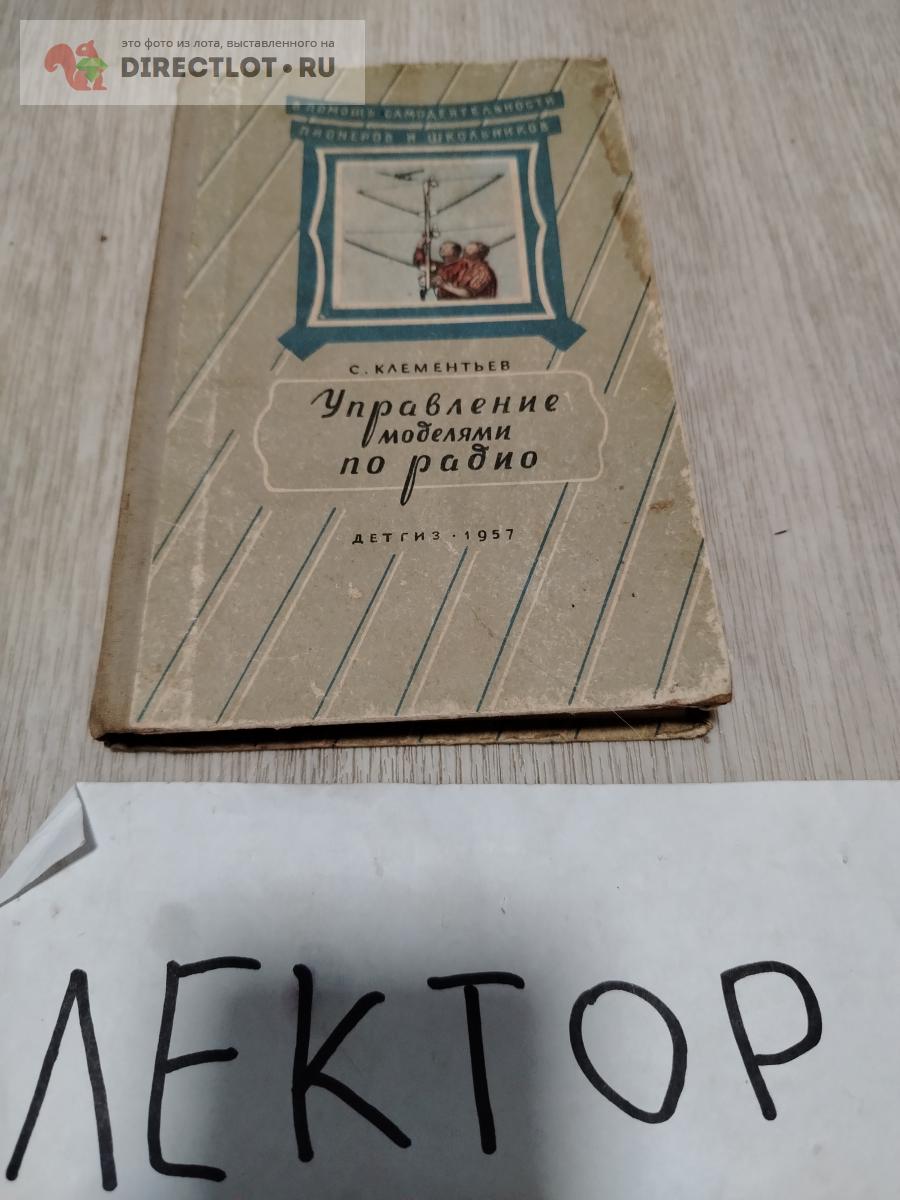 это фото из лота, выставленного на
DIRECTLOT.RU
В ПОМОЩЬ САМОДЕЯТЕЛЬНОСТИ
ПИОНЕРОВ И ШКОЛЬНИКОВ
С. КЛЕМЕНТЬЕВ
Управление
моделями
по радио
ДЕТГИЗ · 1957
ЛЕКТОР